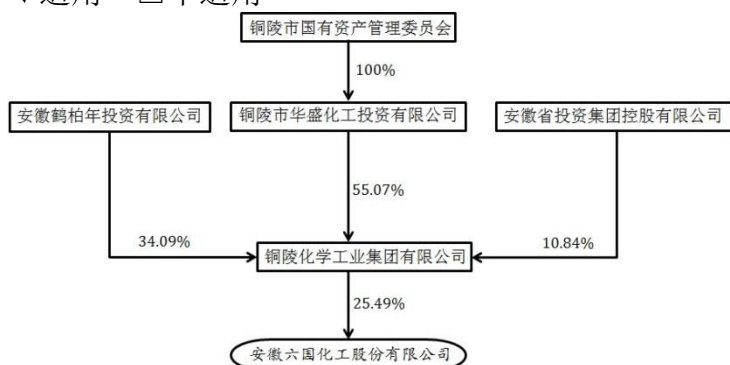 铜陵市国有资产管理委员会
100%
安徽鹤柏年投资有限公司
铜陵市华盛化工投资有限公司
安徽省投资集团控股有限公司
55.07%
34.09%
10.84%
铜陵化学工业集团有限公司
25.49%
安徽六国化工股份有限公司